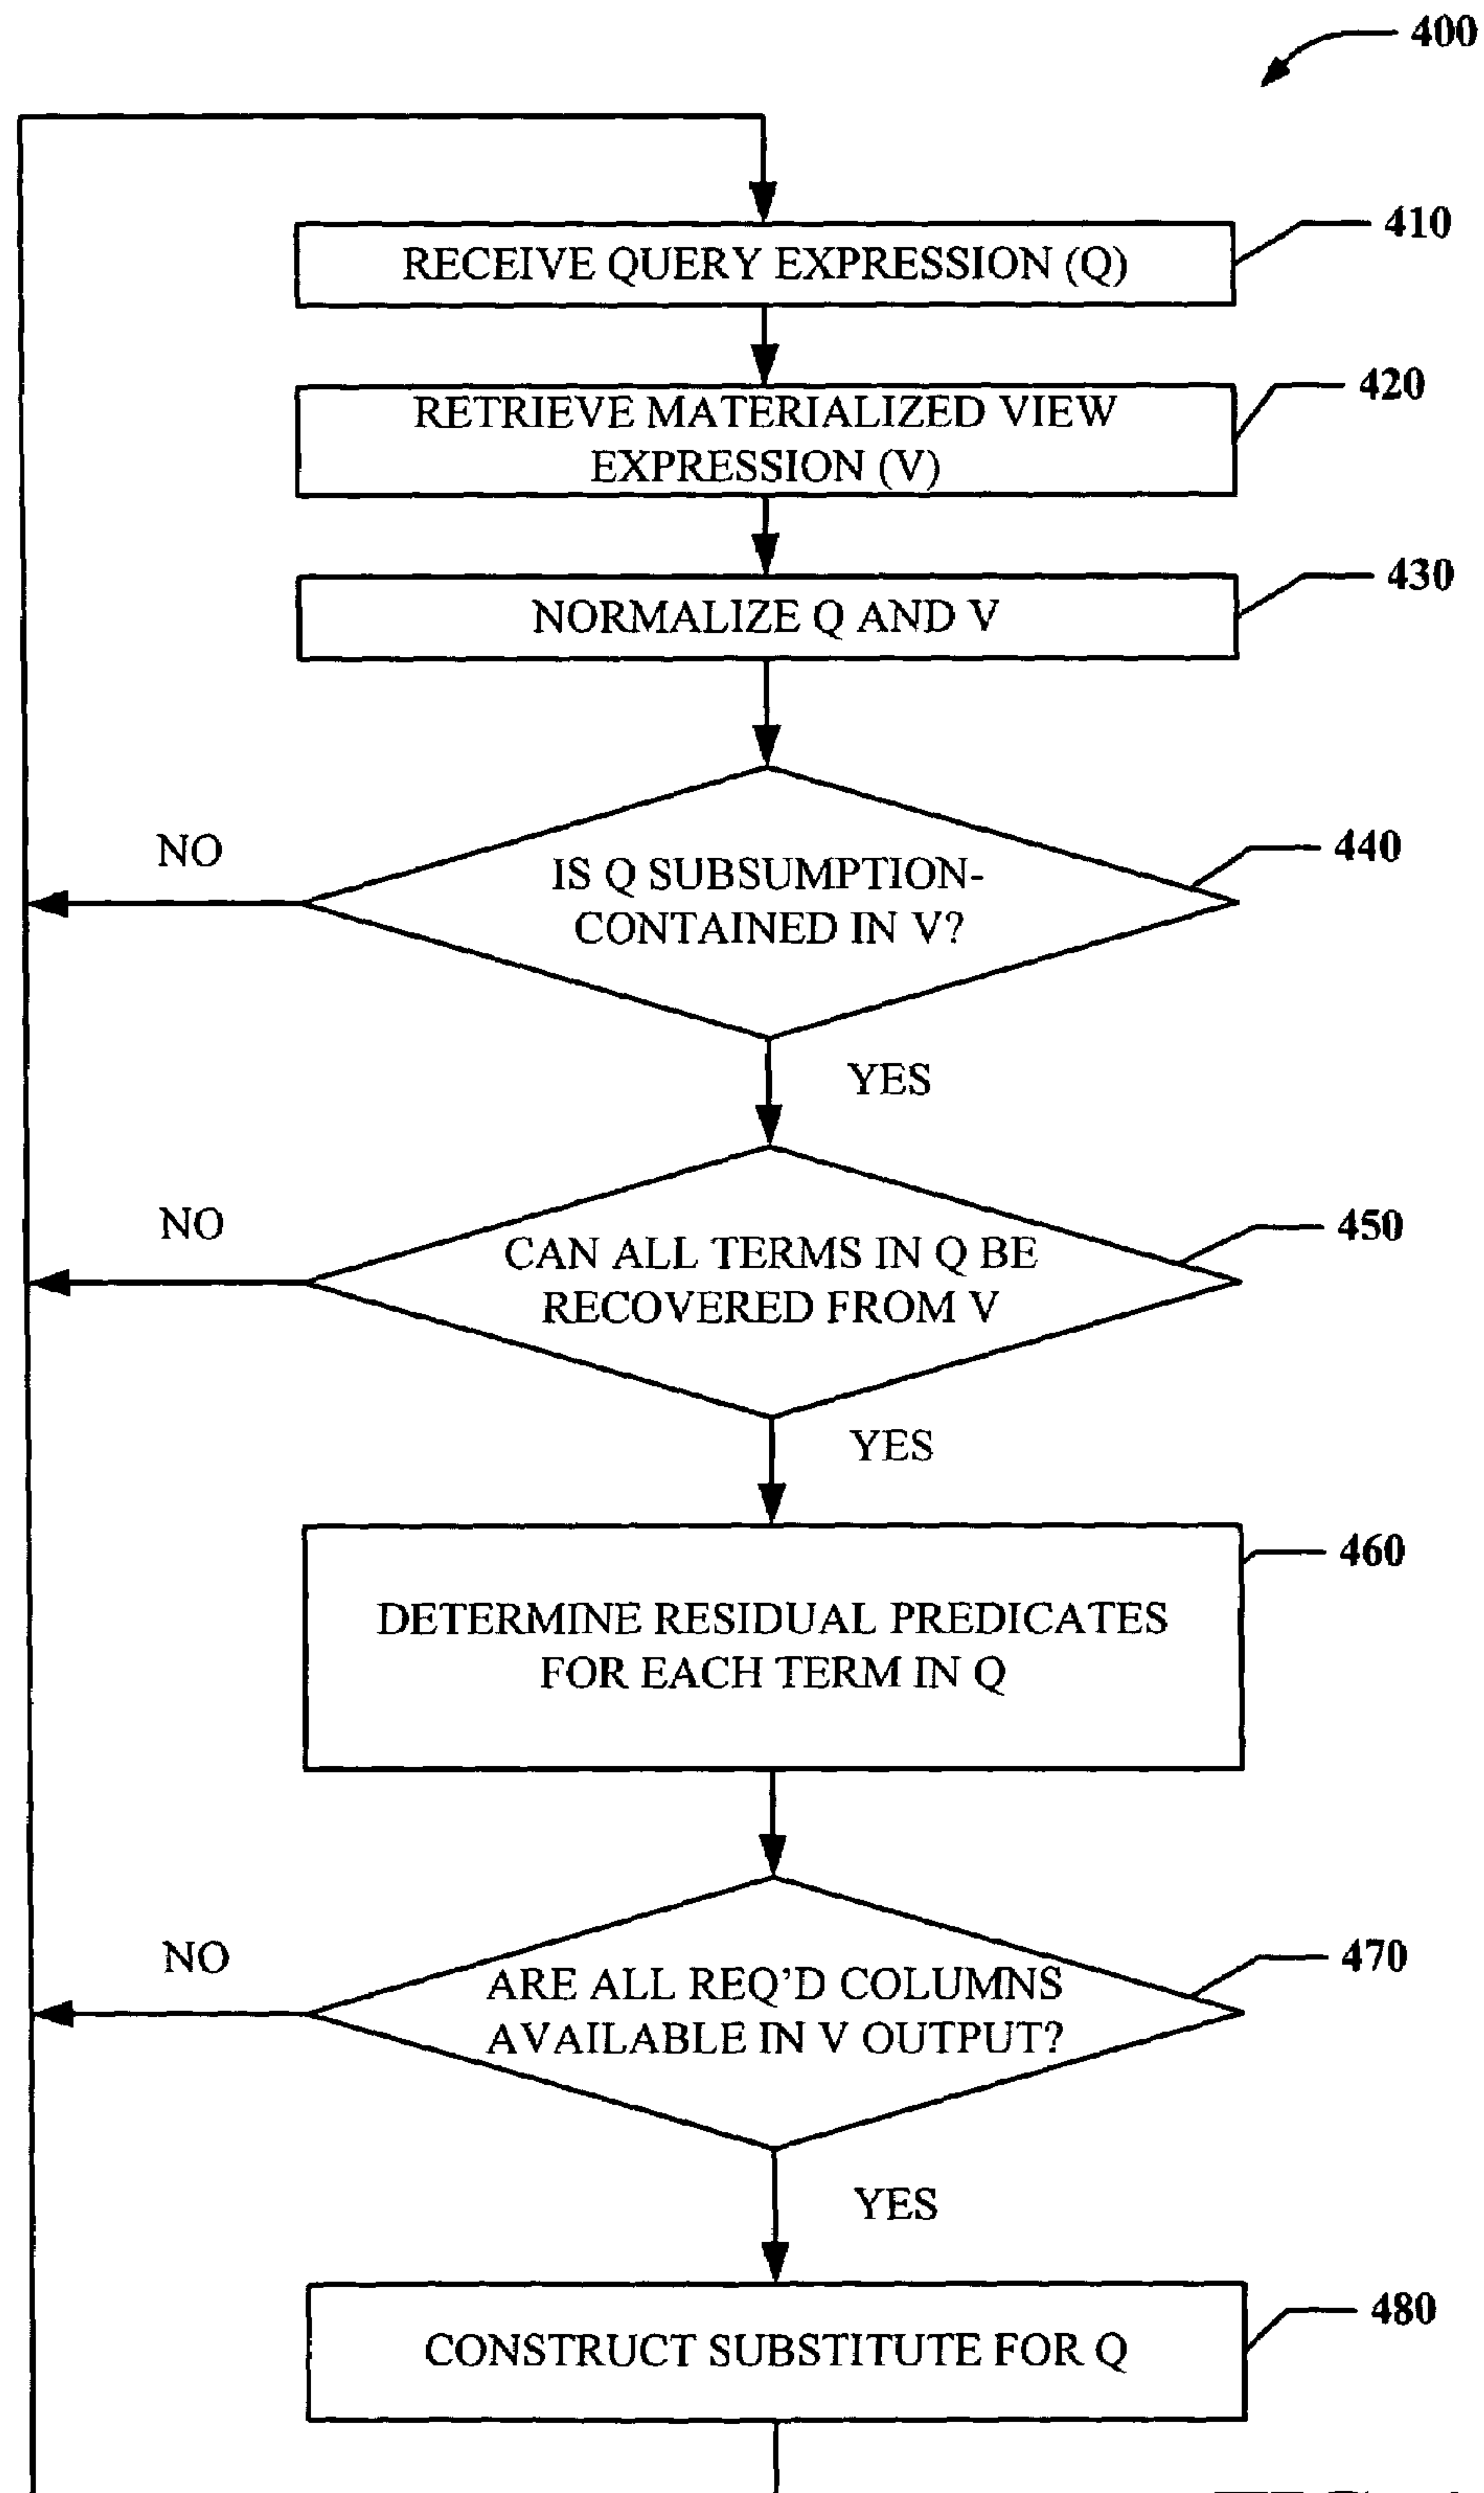 400
RECEIVE QUERY EXPRESSION (Q)
410
RETRIEVE MATERIALIZED VIEW
EXPRESSION (V)
420
NORMALIZE Q AND V
430
NO
IS Q SUBSUMPTION-
CONTAINED IN V?
440
YES
NO
CAN ALL TERMS IN Q BE
RECOVERED FROM V
450
YES
DETERMINE RESIDUAL PREDICATES
FOR EACH TERM IN Q
460
NO
ARE ALL REQ'D COLUMNS
AVAILABLE IN V OUTPUT?
470
YES
CONSTRUCT SUBSTITUTE FOR Q
480